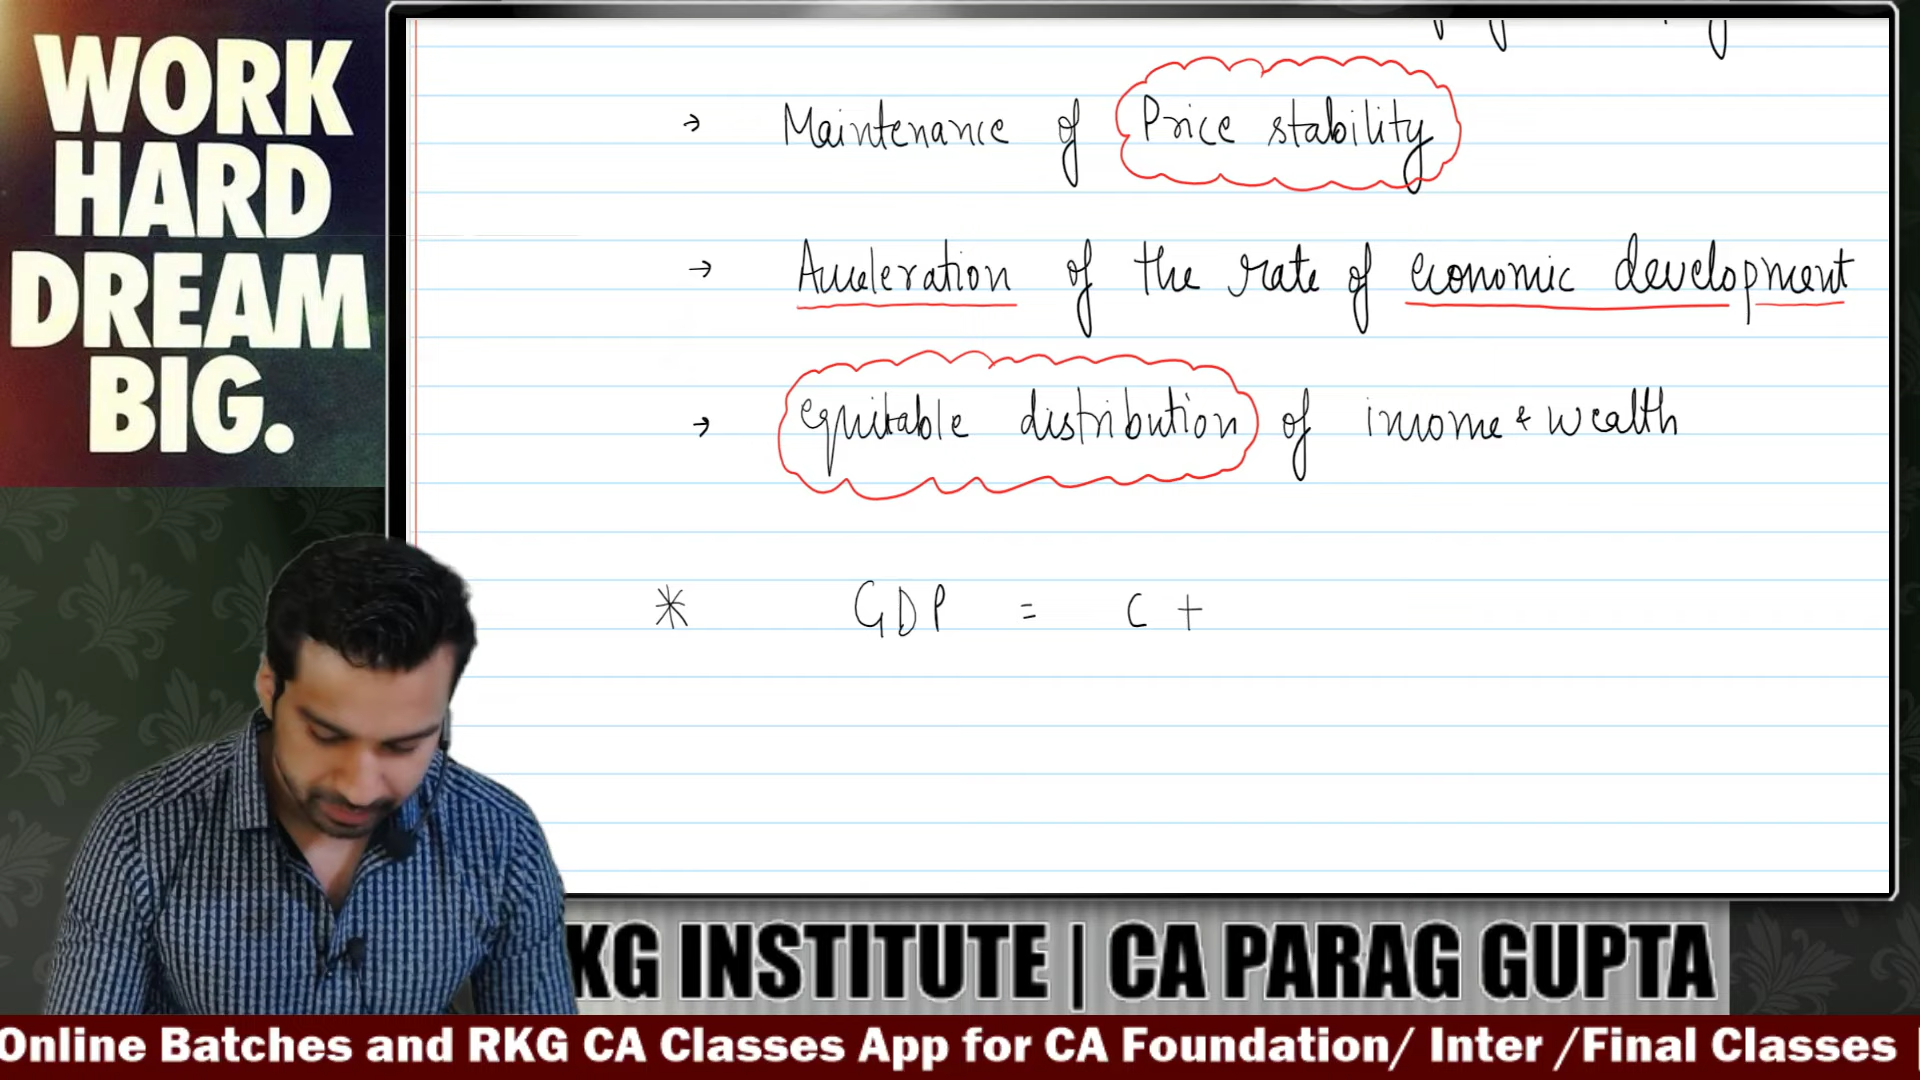 WORK
HARD
DREAM
BIG.
→ Maintenance of Price stability
→ Acceleration of the rate of economic development
→ equitable distribution of income & wealth
* GDP = C +
KG INSTITUTE | CA PARAG GUPTA
Online Batches and RKG CA Classes App for CA Foundation/ Inter /Final Classes